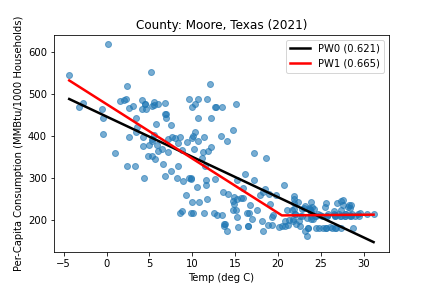 County: Moore, Texas (2021)
Per-Capita Consumption (MMBtu/1000 Households)
600
500
400
300
200
PW0 (0.621)
PW1 (0.665)
−5
0
5
10
15
20
25
30
Temp (deg C)